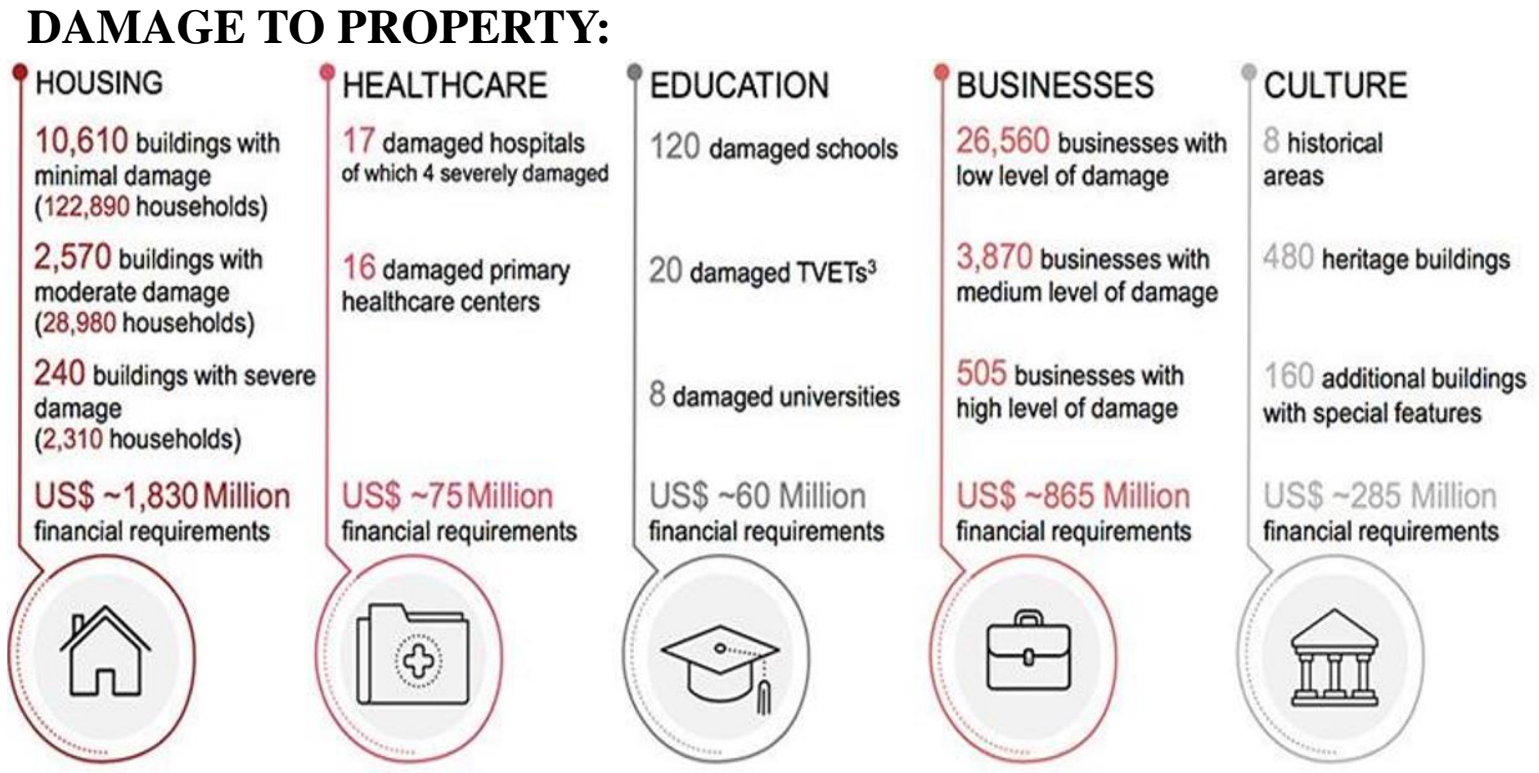 DAMAGE TO PROPERTY:
HOUSING
10,610 buildings with
minimal damage
(122,890 households)
2,570 buildings with
moderate damage
(28,980 households)
240 buildings with severe
damage
(2,310 households)
US$ ~1,830 Million
financial requirements
HEALTHCARE
17 damaged hospitals
of which 4 severely damaged
16 damaged primary
healthcare centers
US$ ~75 Million
financial requirements
EDUCATION
120 damaged schools
20 damaged TVETs³
8 damaged universities
US$ ~60 Million
financial requirements
BUSINESSES
26,560 businesses with
low level of damage
3,870 businesses with
medium level of damage
505 businesses with
high level of damage
US$ ~865 Million
financial requirements
CULTURE
8 historical
areas
480 heritage buildings
160 additional buildings
with special features
US$ ~285 Million
financial requirements